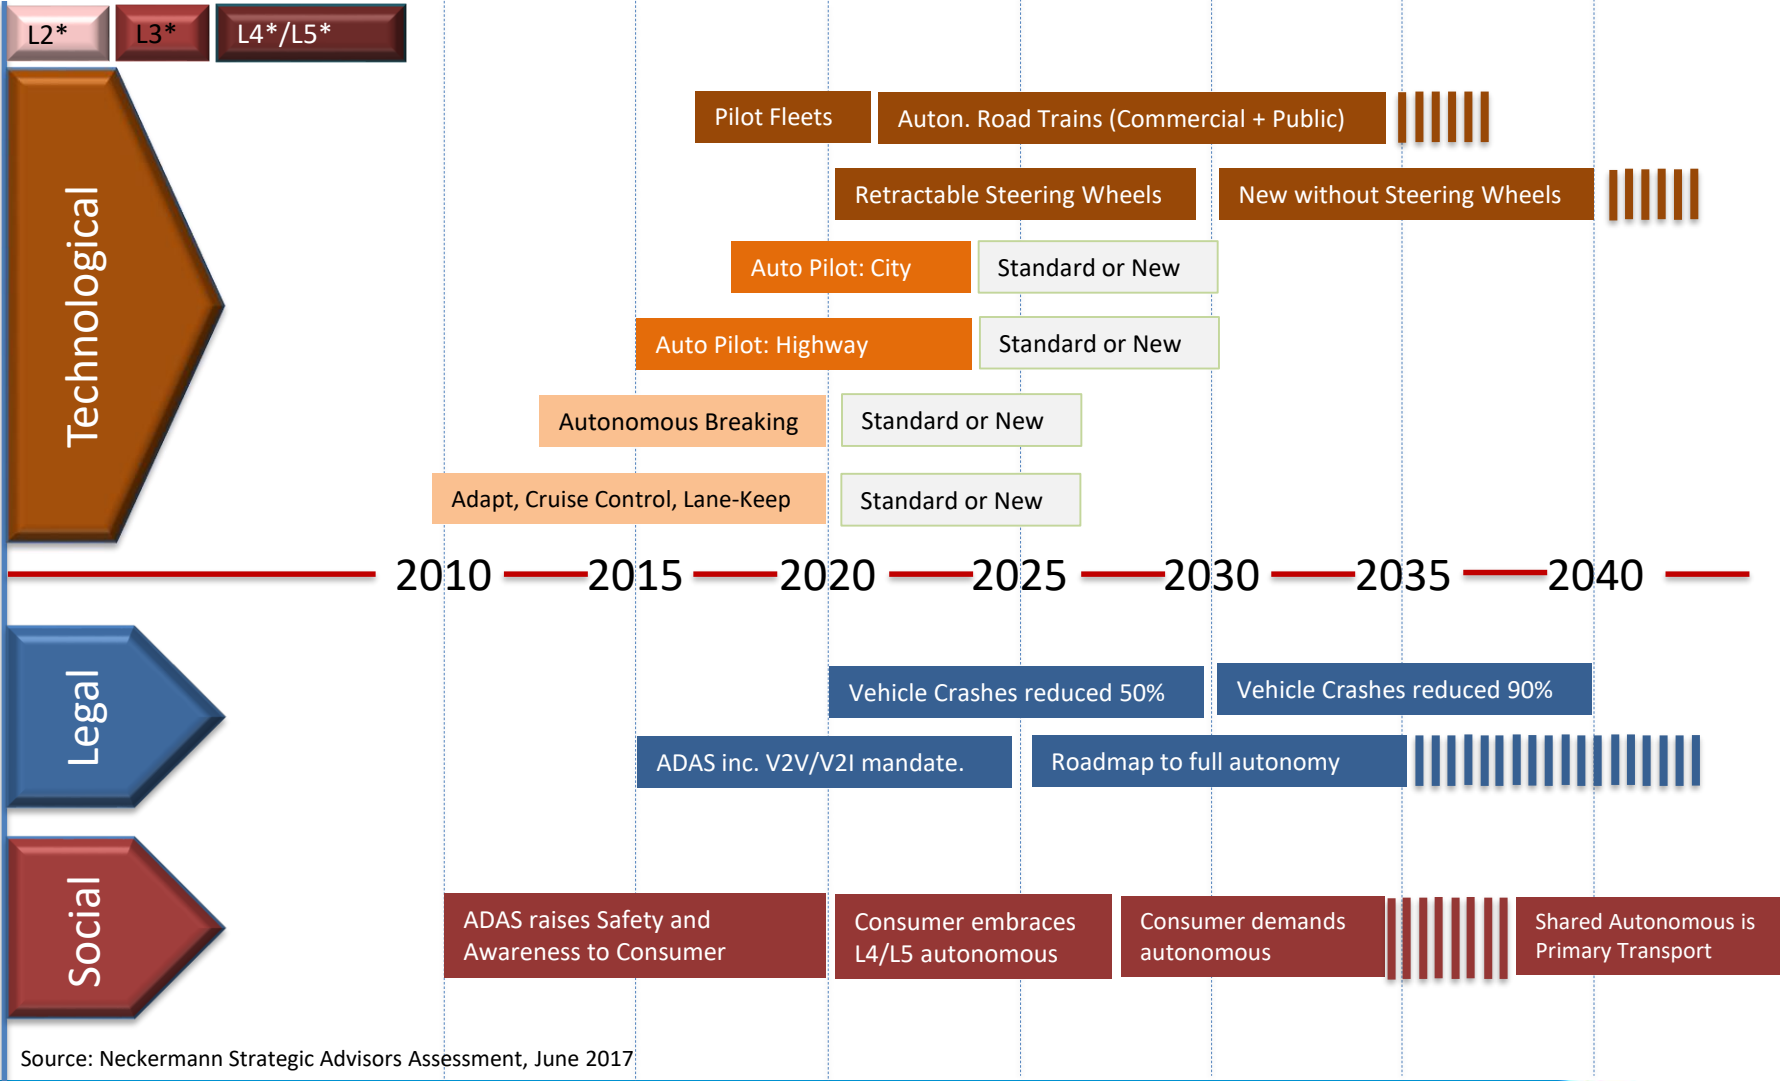 L2* L3* L4*/L5*
Technological
Pilot Fleets Auton. Road Trains (Commercial + Public)
Retractable Steering Wheels New without Steering Wheels
Auto Pilot: City Standard or New
Auto Pilot: Highway Standard or New
Autonomous Breaking Standard or New
Adapt, Cruise Control, Lane-Keep Standard or New
2010 2015 2020 2025 2030 2035 2040
Legal
Vehicle Crashes reduced 50% Vehicle Crashes reduced 90%
ADAS inc. V2V/V2I mandate. Roadmap to full autonomy
Social
ADAS raises Safety and
Awareness to Consumer
Consumer embraces
L4/L5 autonomous
Consumer demands
autonomous
Shared Autonomous is
Primary Transport
Source: Neckermann Strategic Advisors Assessment, June 2017